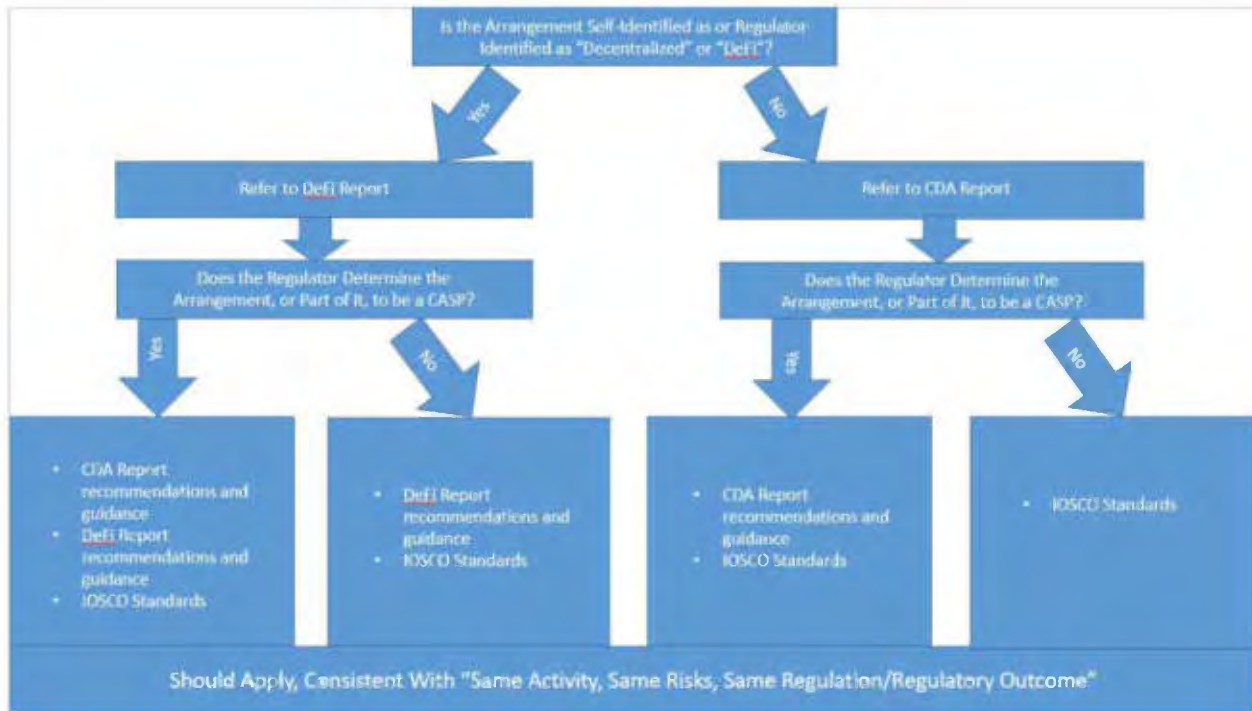 Is the Arrangement Self-Identified as or Regulator
Identified as "Decentralized" or "DeFi"?
Yes
No
Refer to DeFi Report
Refer to CDA Report
Does the Regulator Determine the
Arrangement, or Part of It, to be a CASP?
Does the Regulator Determine the
Arrangement, or Part of It, to be a CASP?
Yes
No
Yes
No
• CDA Report
recommendations and
guidance
• DeFi Report
recommendations and
guidance
• IOSCO Standards
• DeFi Report
recommendations and
guidance
• IOSCO Standards
• CDA Report
recommendations and
guidance
• IOSCO Standards
• IOSCO Standards
Should Apply, Consistent With "Same Activity, Same Risks, Same Regulation/Regulatory Outcome"